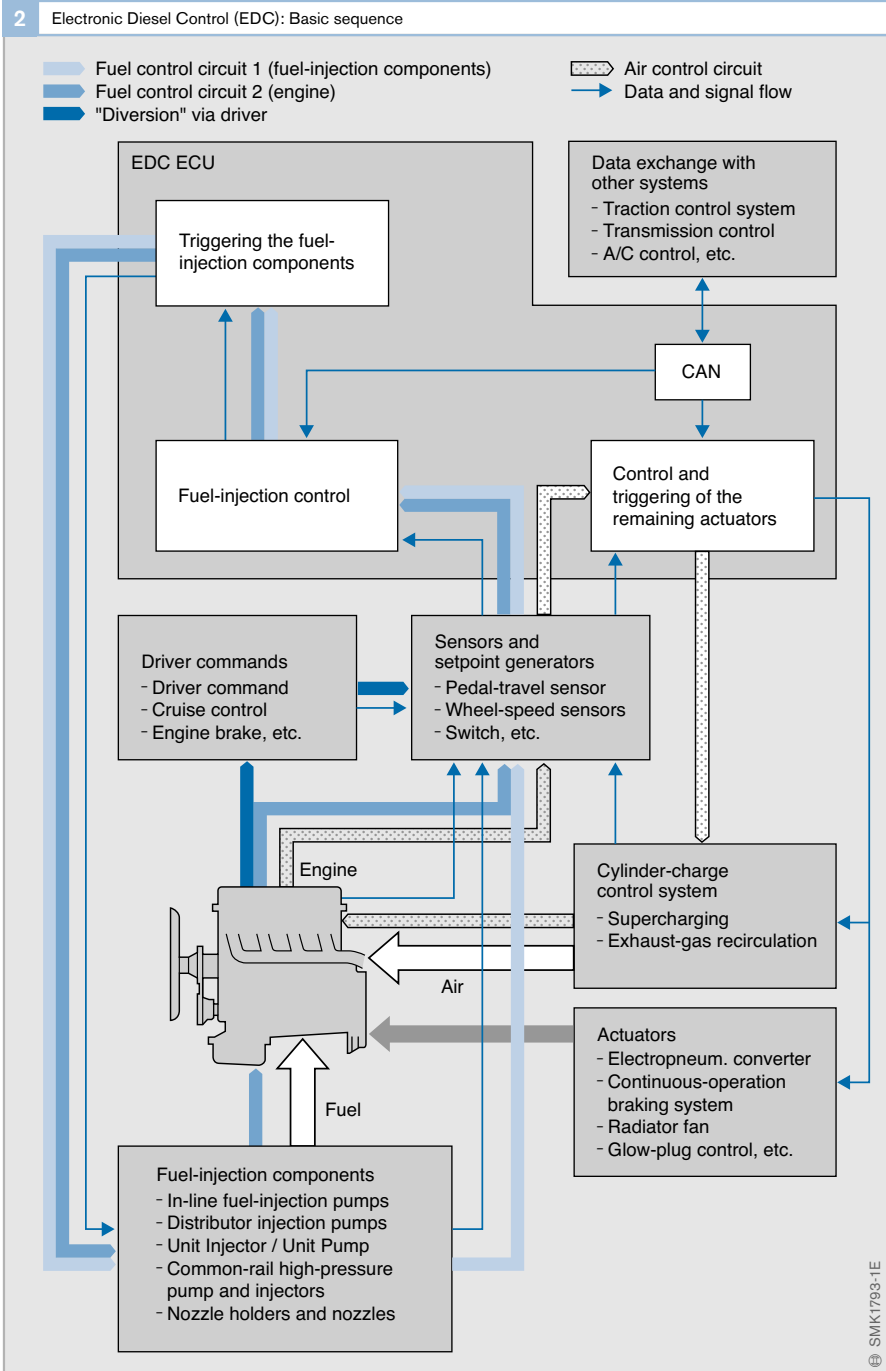 2
Electronic Diesel Control (EDC): Basic sequence
Fuel control circuit 1 (fuel-injection components)
Fuel control circuit 2 (engine)
"Diversion" via driver
Air control circuit
Data and signal flow
EDC ECU
Data exchange with
other systems
- Traction control system
- Transmission control
- A/C control, etc.
Triggering the fuel-
injection components
CAN
Fuel-injection control
Control and
triggering of the
remaining actuators
Driver commands
- Driver command
- Cruise control
- Engine brake, etc.
Sensors and
setpoint generators
- Pedal-travel sensor
- Wheel-speed sensors
- Switch, etc.
Engine
Cylinder-charge
control system
- Supercharging
- Exhaust-gas recirculation
Air
Actuators
- Electropneum. converter
- Continuous-operation
braking system
- Radiator fan
- Glow-plug control, etc.
Fuel
Fuel-injection components
- In-line fuel-injection pumps
- Distributor injection pumps
- Unit Injector / Unit Pump
- Common-rail high-pressure
pump and injectors
- Nozzle holders and nozzles
SMK1793-1E